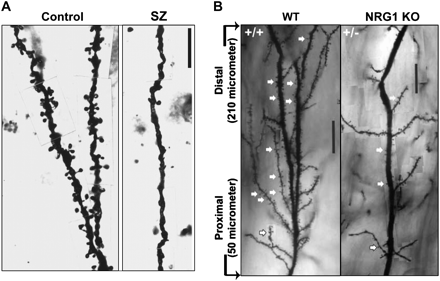 A
Control
SZ
B
WT
NRG1 KO
+/+
+/-
Distal
(210 micrometer)
Proximal
(50 micrometer)